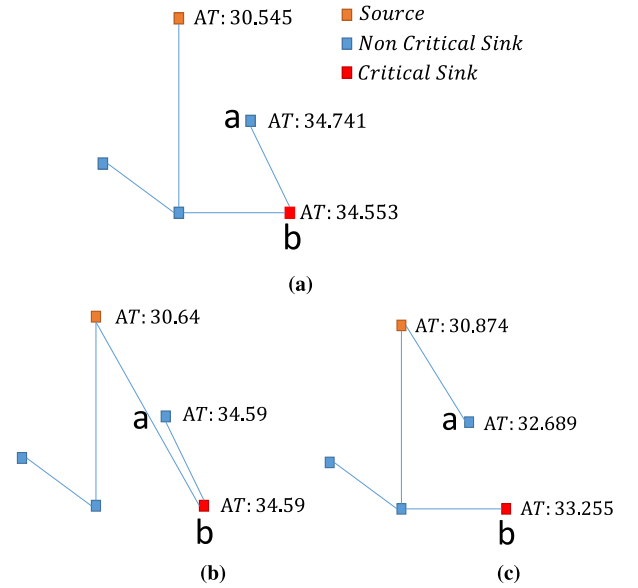 AT: 30.545
Source
Non Critical Sink
Critical Sink
a
AT: 34.741
AT: 34.553
b
(a)
AT: 30.64
a
AT: 34.59
AT: 34.59
b
(b)
AT: 30.874
a
AT: 32.689
AT: 33.255
b
(c)